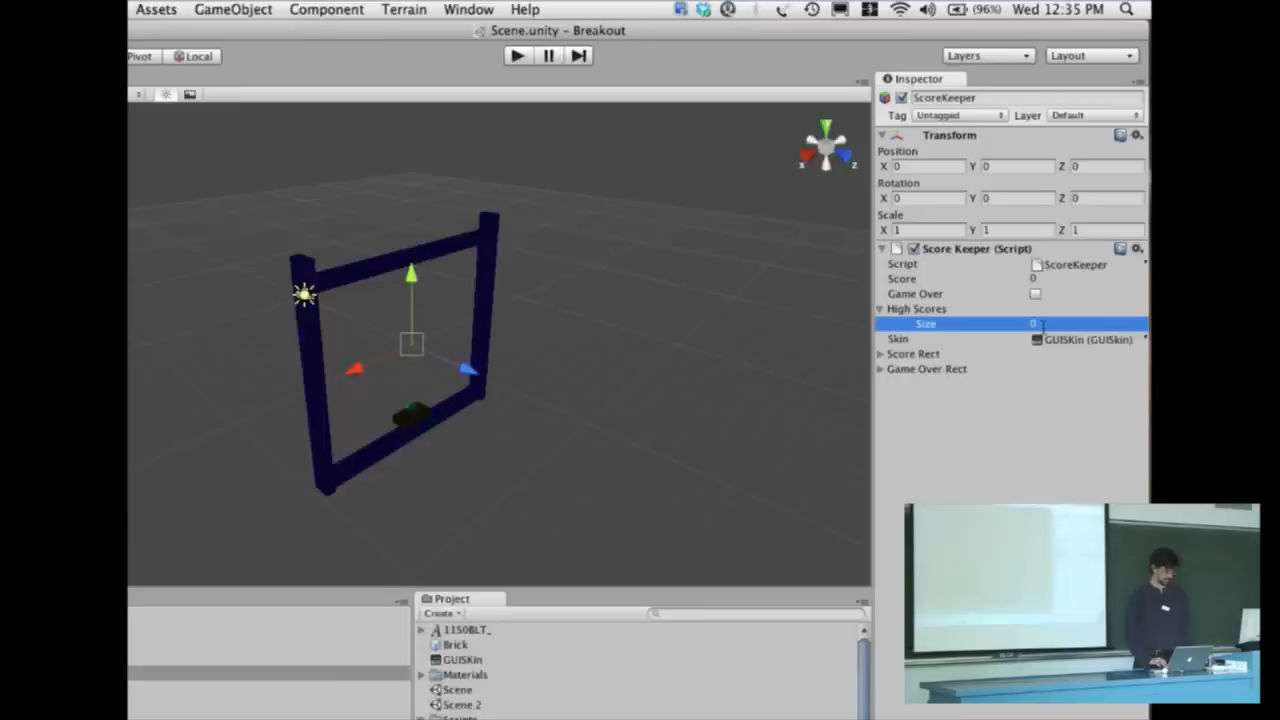 Assets GameObject Component Terrain Window Help (96%) Wed 12:35 PM
Scene.unity - Breakout
Pivot Local Layers Layout
Inspector
ScoreKeeper
Tag Untagged Layer Default
Transform
Position
X 0 Y 0 Z 0
Rotation
X 0 Y 0 Z 0
Scale
X 1 Y 1 Z 1
Score Keeper (Script)
Script ScoreKeeper
Score 0
Game Over
High Scores
Size 0
Skin GUISkin (GUISkin)
Score Rect
Game Over Rect
x z
Project
Create
11S0BLT_
Brick
GUISKin
Materials
Scene
Scene 2